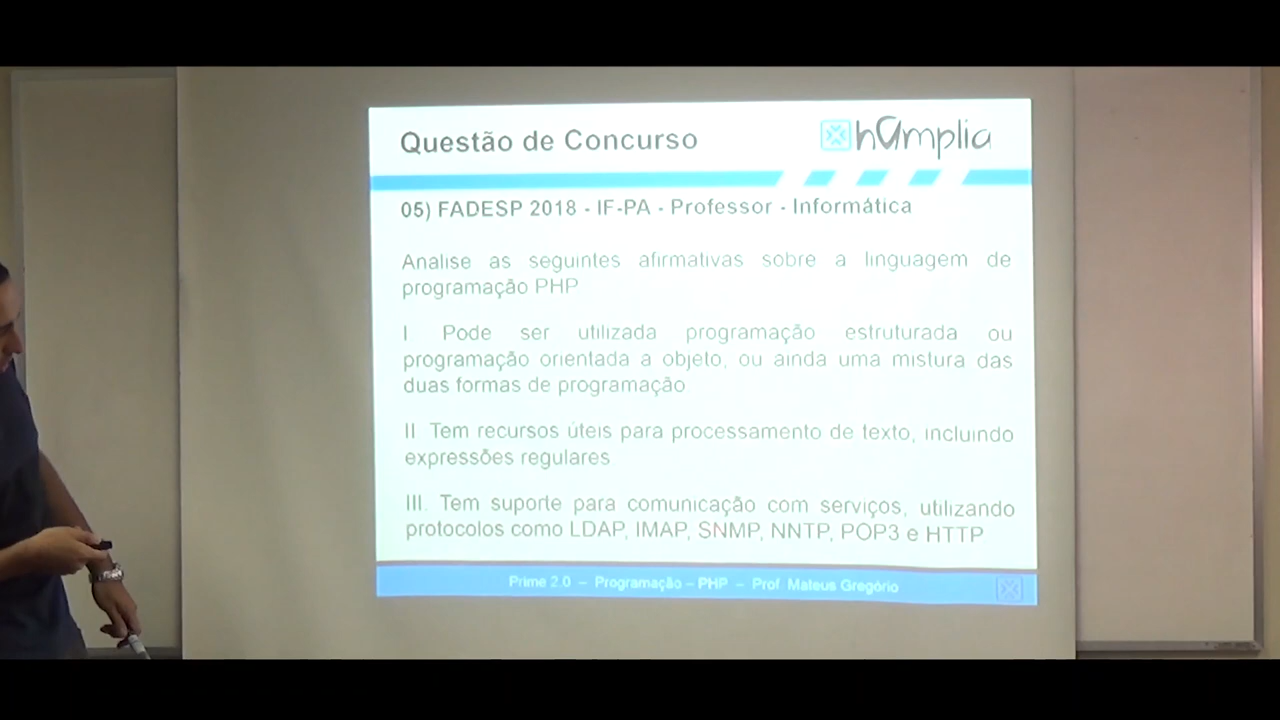 Questão de Concurso
hamplia
05) FADESP 2018 - IF-PA - Professor - Informática
Analise as seguintes afirmativas sobre a linguagem de
programação PHP
I Pode ser utilizada programação estruturada ou
programação orientada a objeto, ou ainda uma mistura das
duas formas de programação
II Tem recursos úteis para processamento de texto, incluindo
expressões regulares
III. Tem suporte para comunicação com serviços, utilizando
protocolos como LDAP, IMAP, SNMP, NNTP, POP3 e HTTP
Prime 2.0 – Programação – PHP – Prof Mateus Gregório